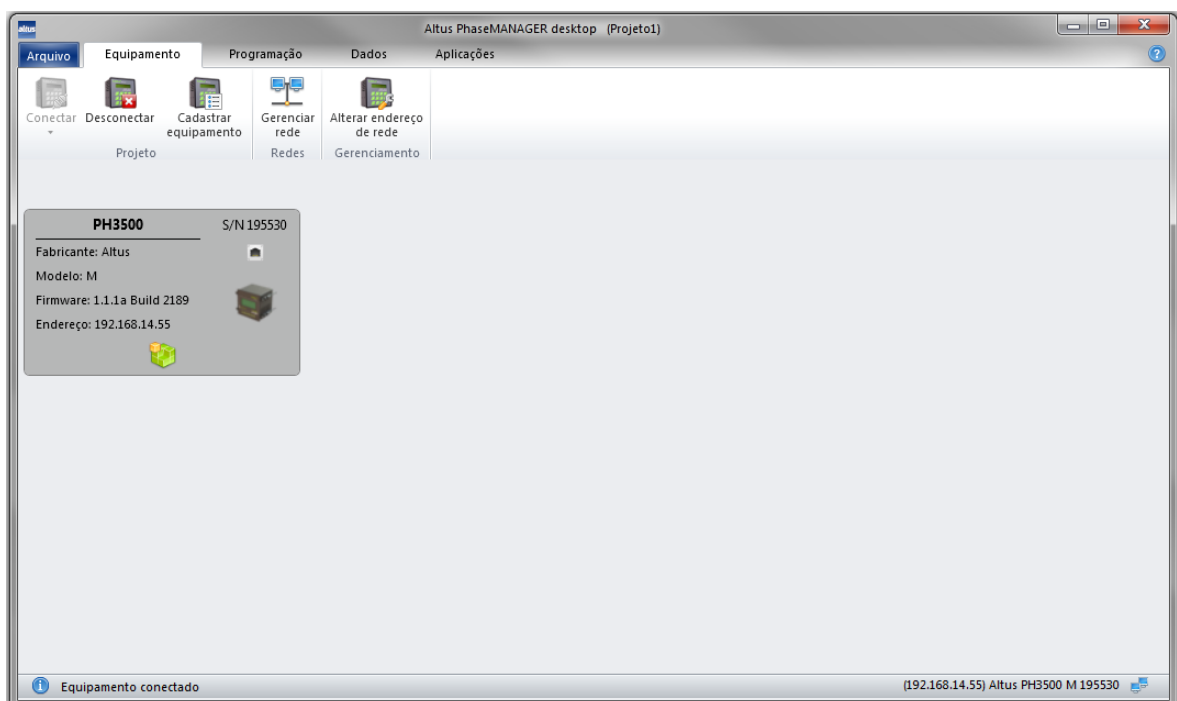 altus
Altus PhaseMANAGER desktop (Projeto1)
Arquivo Equipamento Programação Dados Aplicações
Conectar Desconectar Cadastrar equipamento Gerenciar rede Alterar endereço de rede
Projeto Redes Gerenciamento
PH3500 S/N 195530
Fabricante: Altus
Modelo: M
Firmware: 1.1.1a Build 2189
Endereço: 192.168.14.55
Equipamento conectado (192.168.14.55) Altus PH3500 M 195530